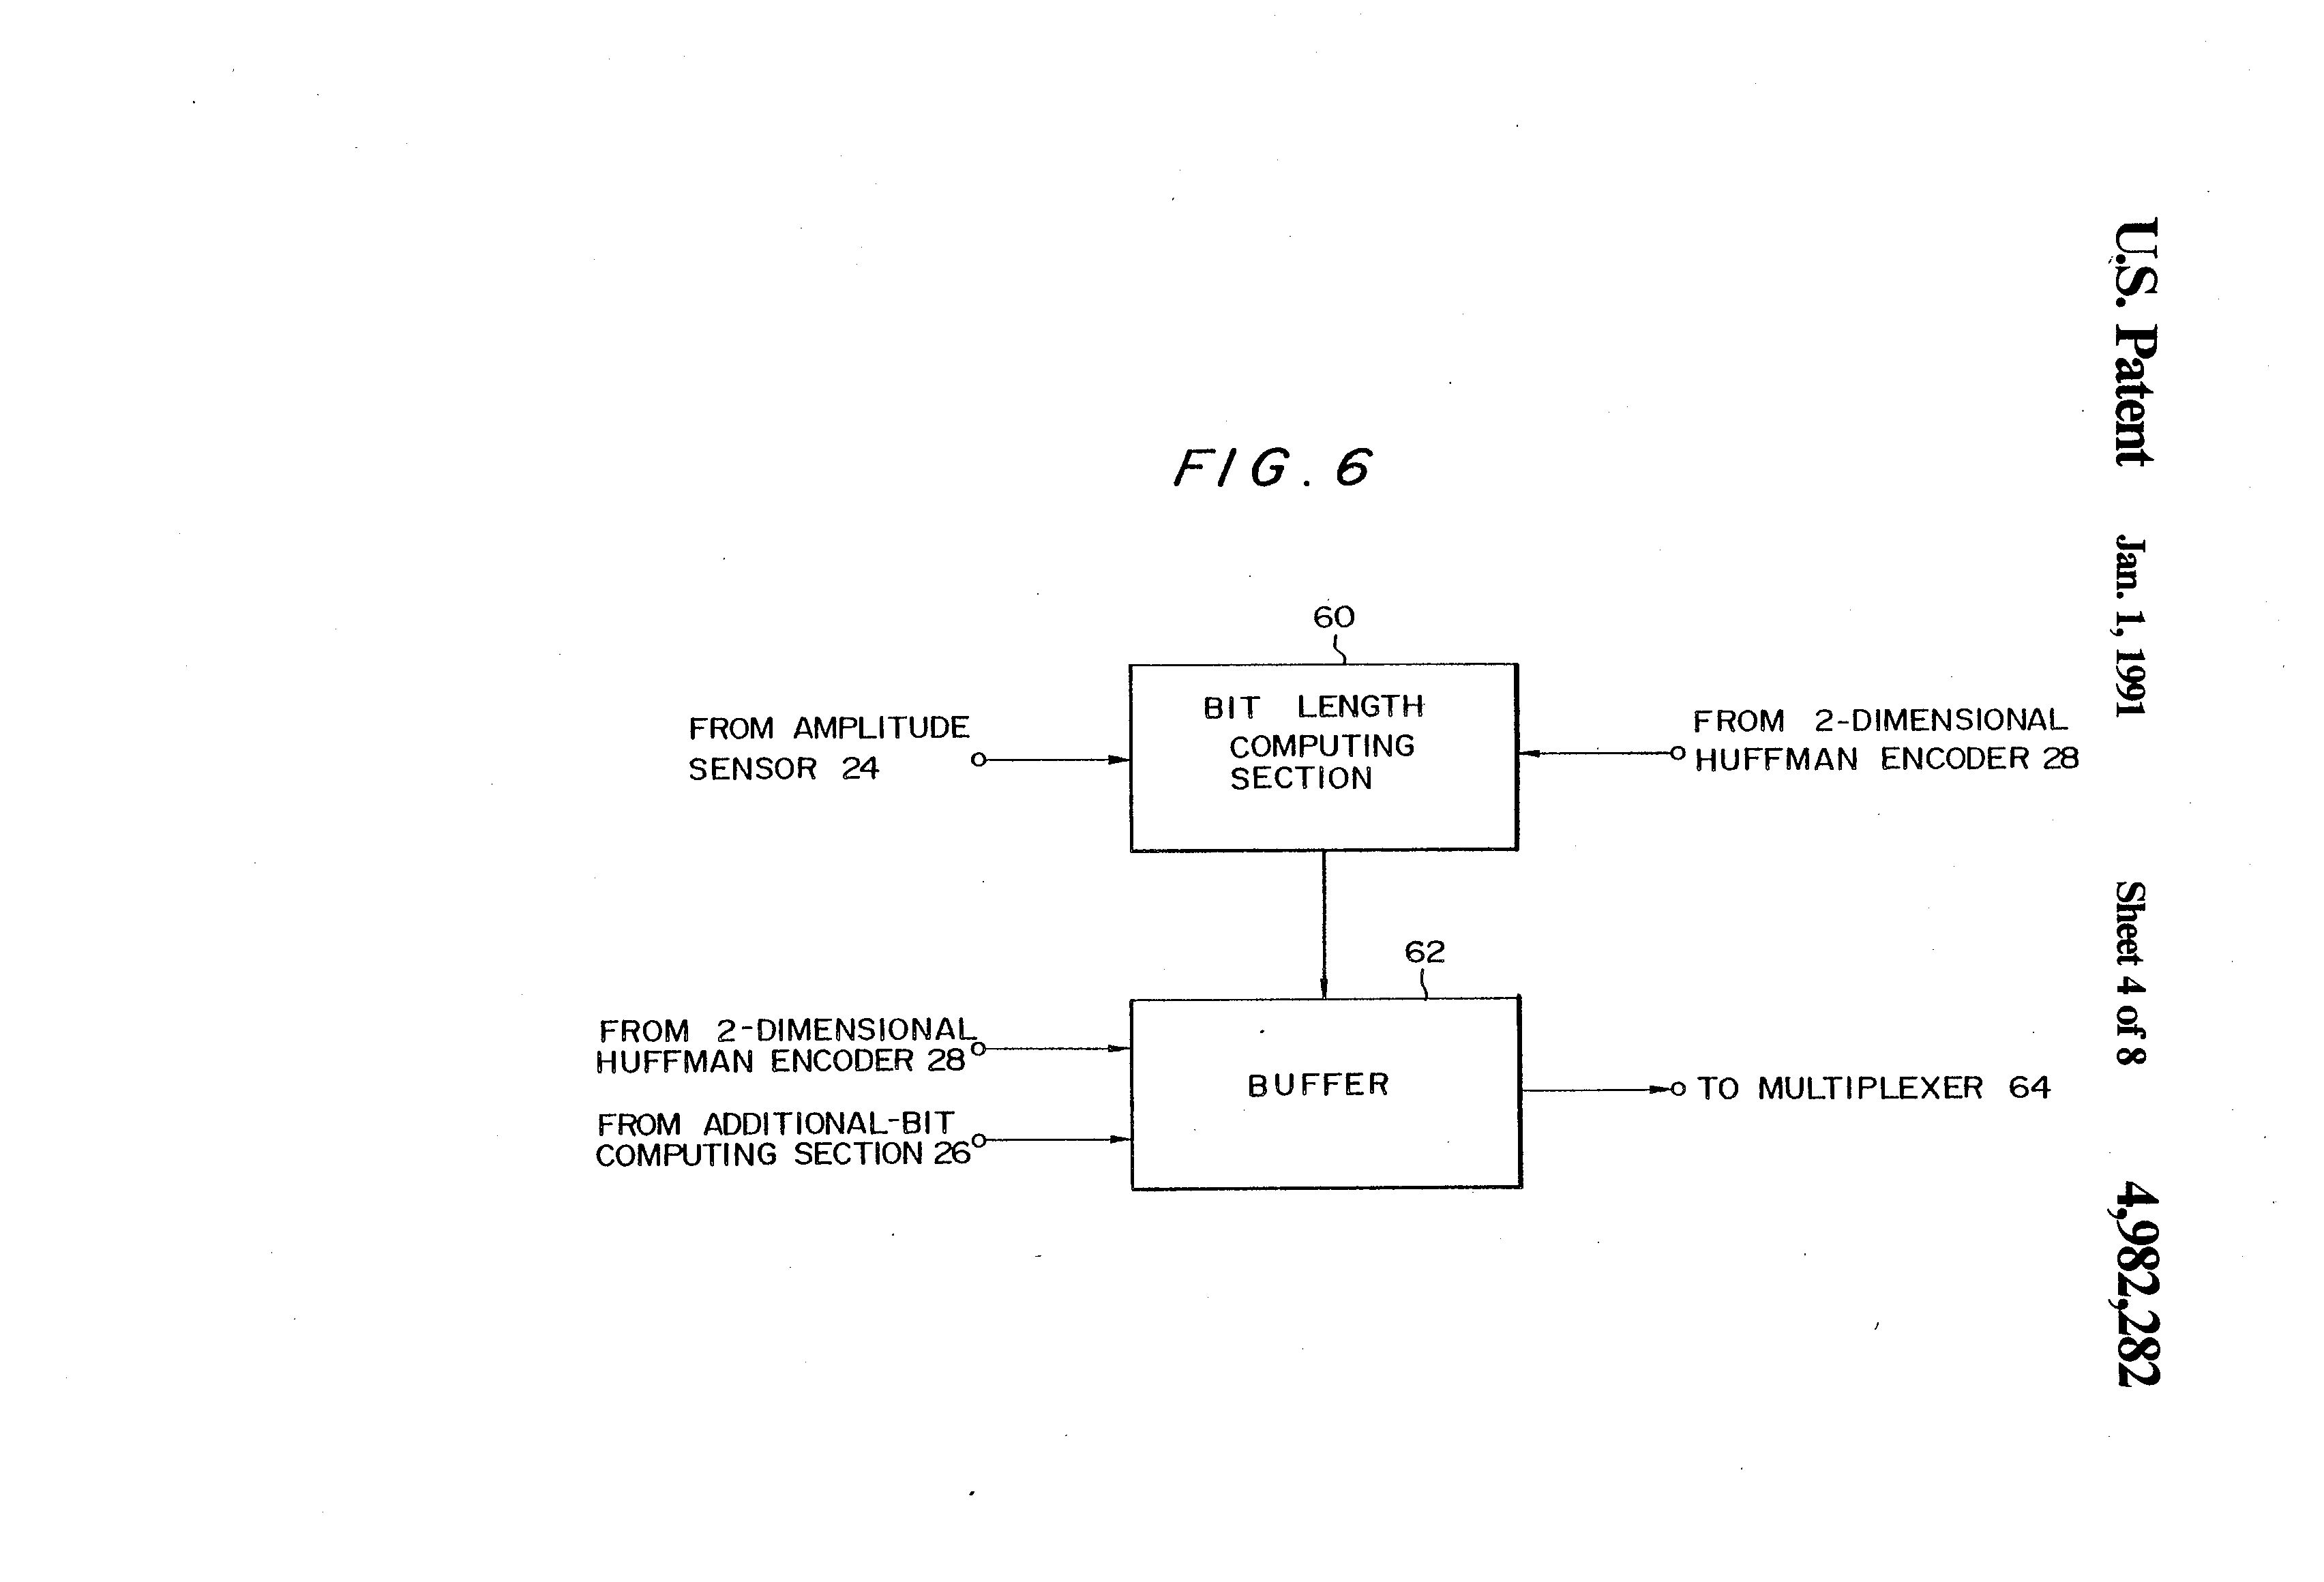 U.S. Patent Jan. 1, 1991 Sheet 4 of 8 4,982,282
FIG. 6
60
BIT LENGTH
COMPUTING
SECTION
FROM AMPLITUDE
SENSOR 24
FROM 2-DIMENSIONAL
HUFFMAN ENCODER 28
62
FROM 2-DIMENSIONAL
HUFFMAN ENCODER 28
FROM ADDITIONAL-BIT
COMPUTING SECTION 26
BUFFER
TO MULTIPLEXER 64